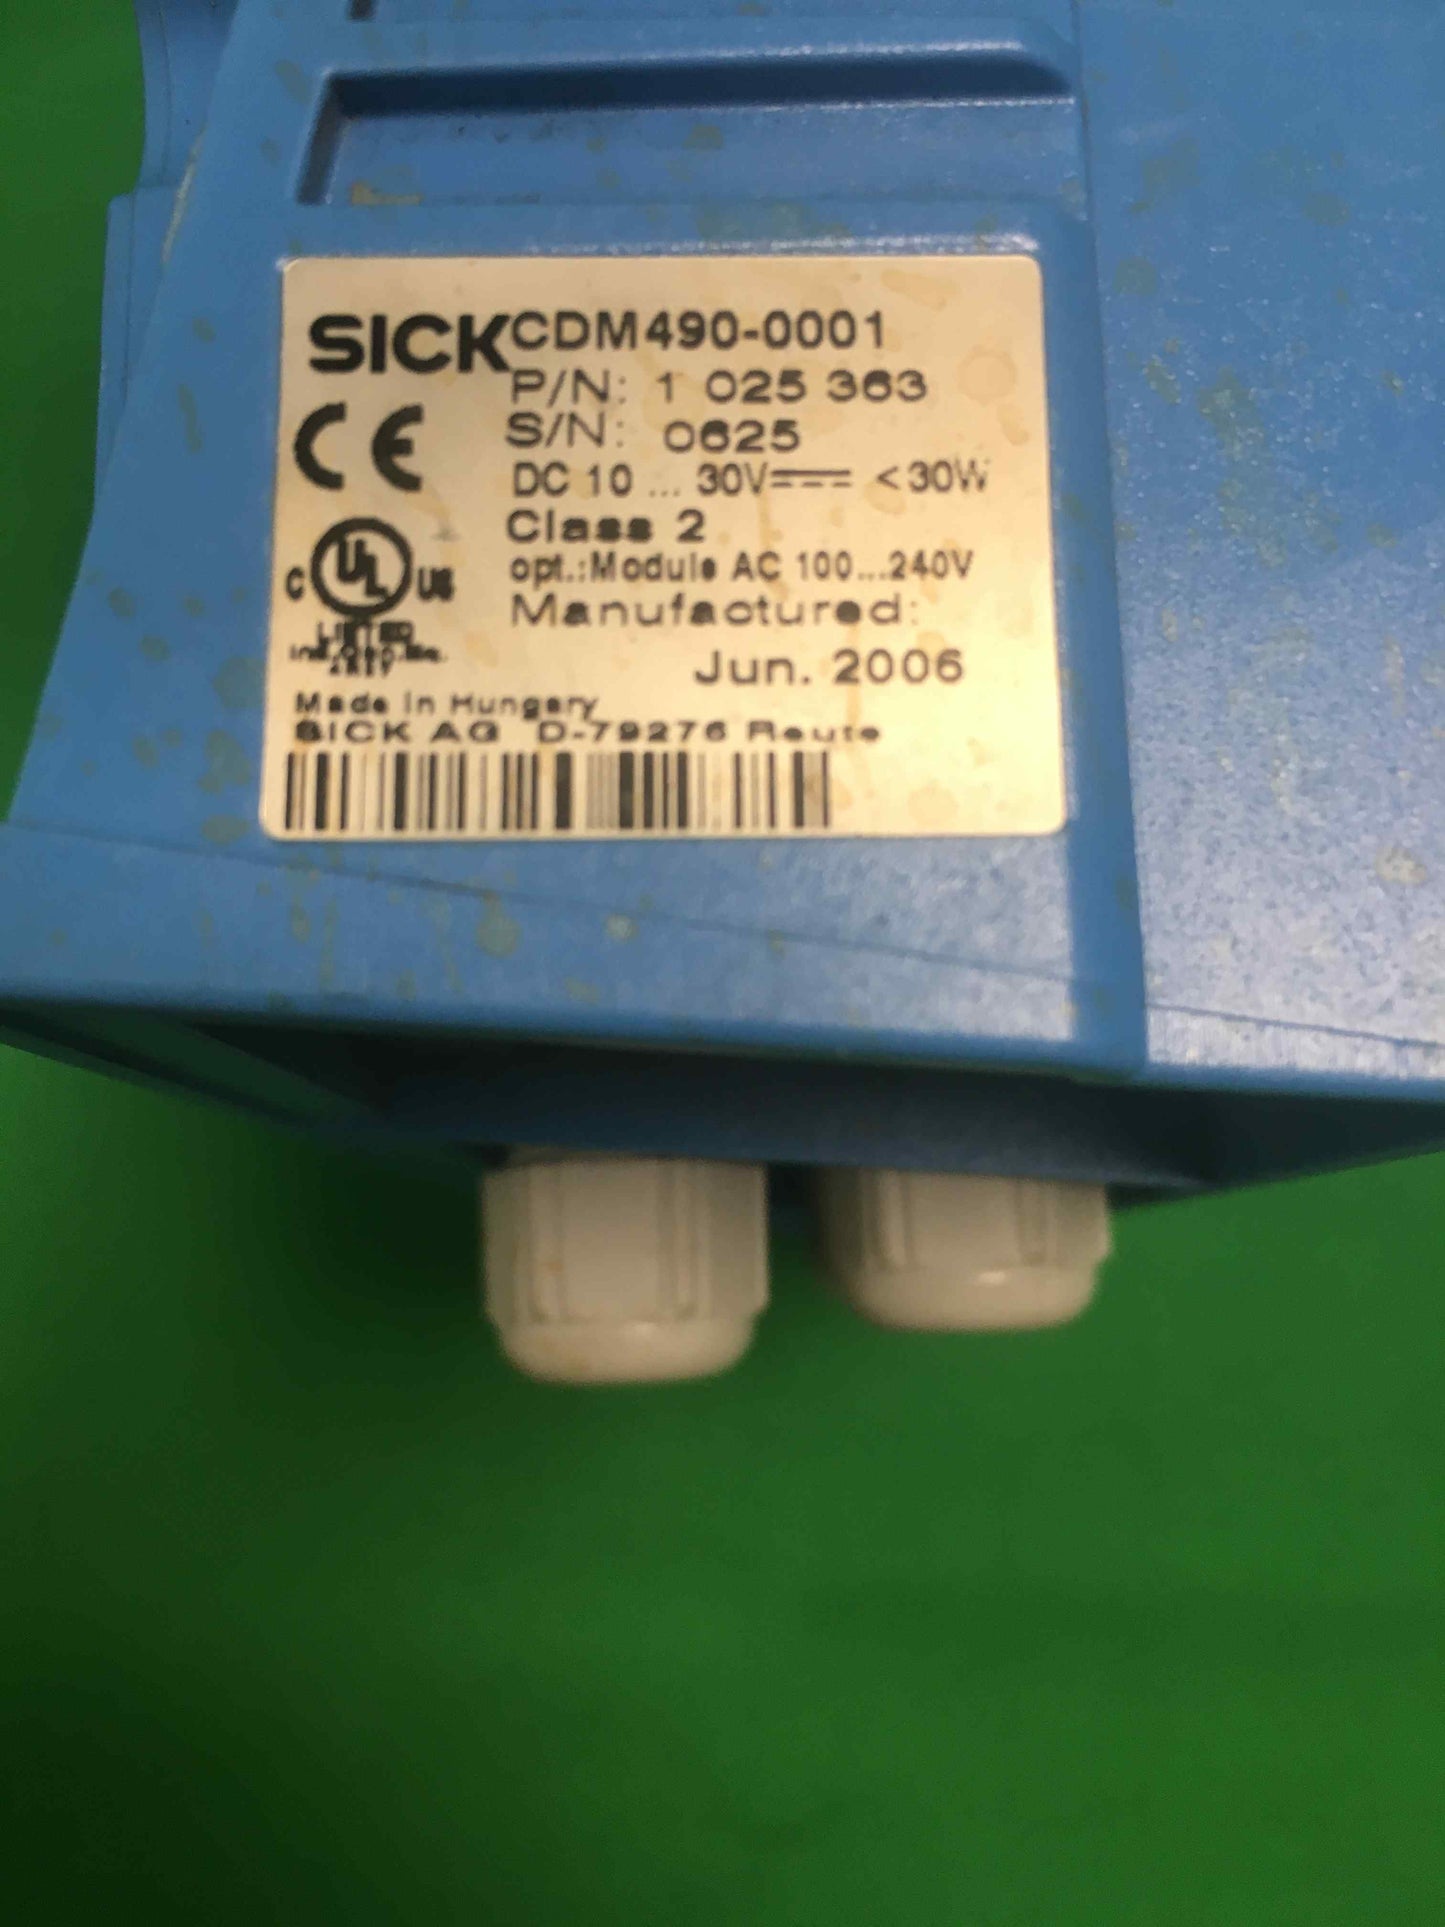 SICK CDM490-0001
P/N: 1 025 363
S/N: 0625
CE
DC 10 ... 30V <30W
Class 2
C UL US
opt.:Module AC 100...240V
LISTED
Manufactured:
Jun. 2006
Made in Hungary
SICK AG D-79276 Reute